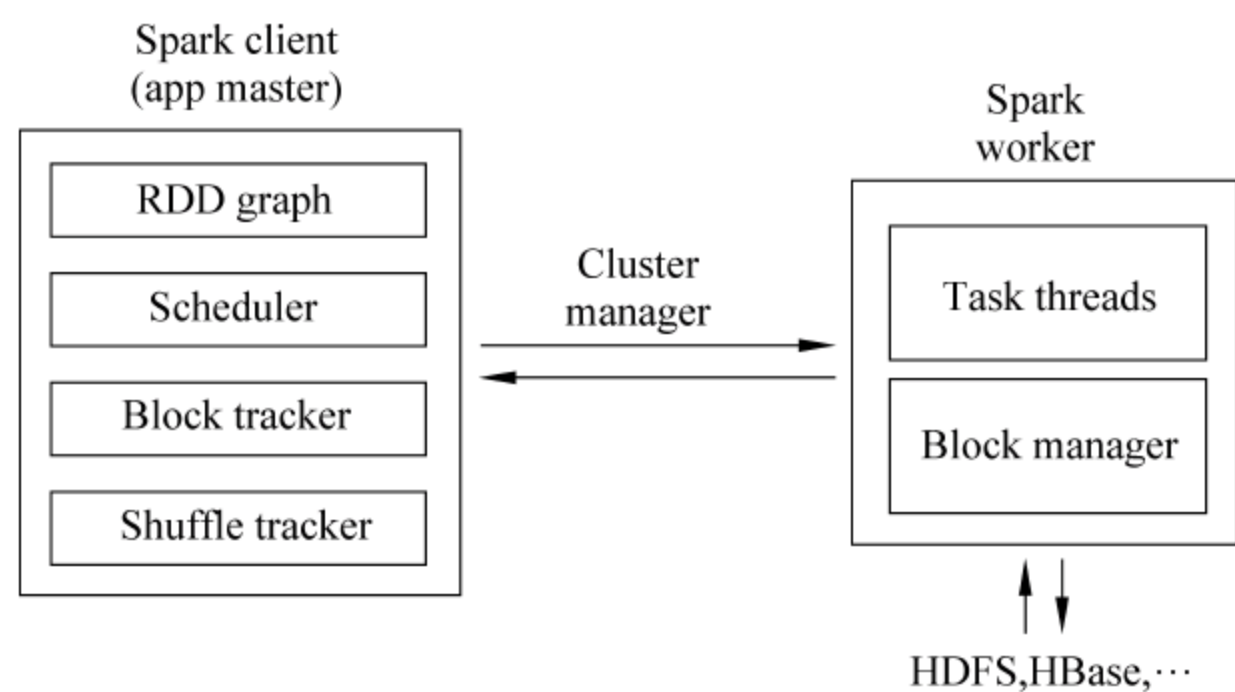 Spark client
(app master)
RDD graph
Scheduler
Block tracker
Shuffle tracker
Cluster
manager
Spark
worker
Task threads
Block manager
HDFS,HBase,···